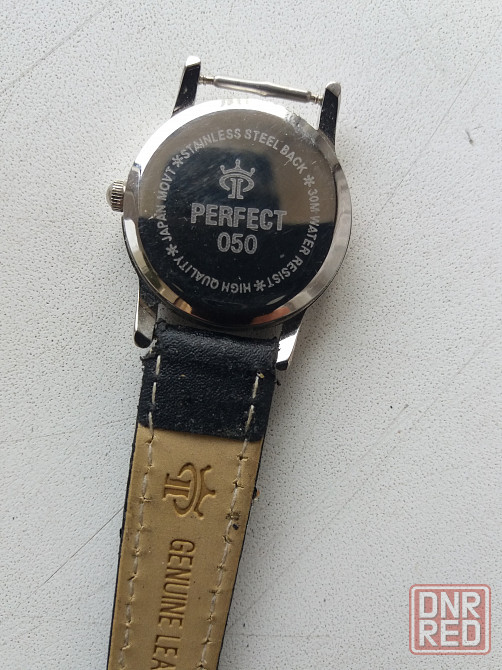 ✻STAINLESS STEEL BACK ✻30M WATER RESIST✻ HIGH QUALITY✻JAPAN MOVT
PERFECT
050
GENUINE LEA
DNR
RED